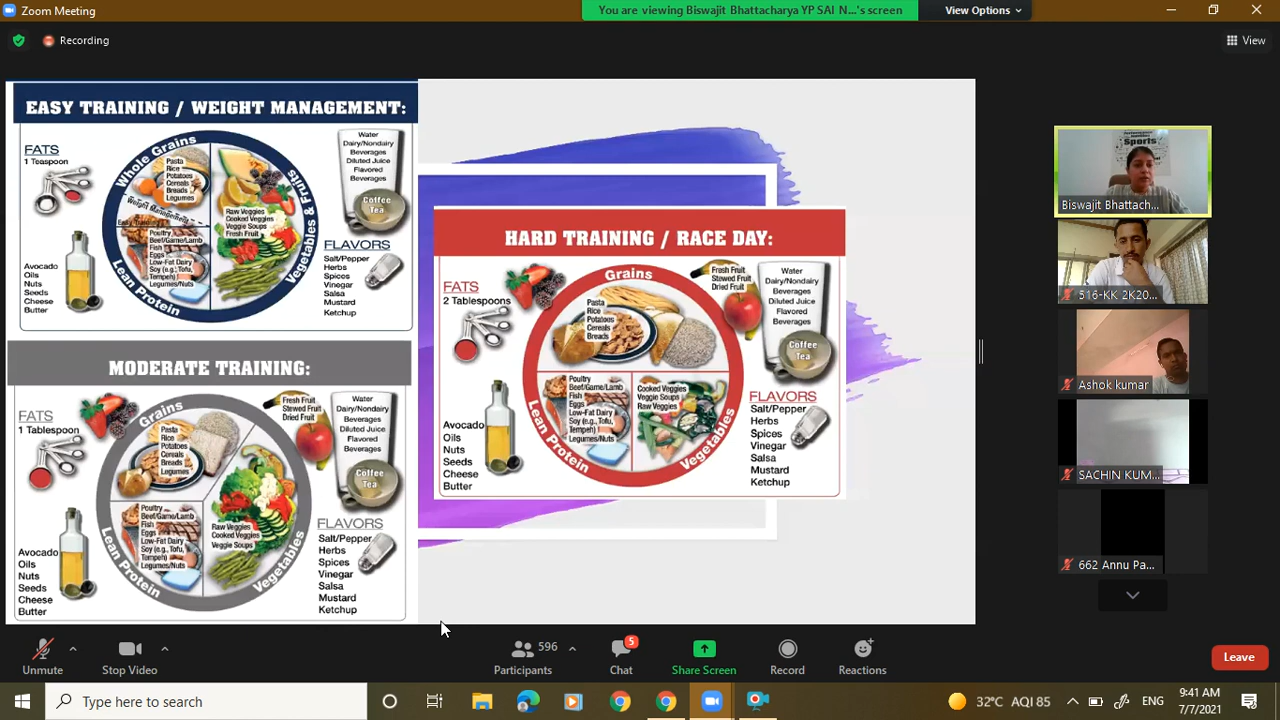 Zoom Meeting
You are viewing Biswajit Bhattacharya YP SAI N...'s screen
View Options
Recording
View
EASY TRAINING / WEIGHT MANAGEMENT:
FATS
1 Teaspoon
Avocado
Oils
Nuts
Seeds
Cheese
Butter
Whole Grains
Pasta
Rice
Potatoes
Cereals
Breads
Legumes
Weight Management
Easy Training
Vegetables & Fruits
Raw Veggies
Cooked Veggies
Veggie Soups
Fresh Fruit
Lean Protein
Poultry
Beef/Game/Lamb
Fish
Eggs
Low-Fat Dairy
Soy (e.g., Tofu,
Tempeh)
Legumes/Nuts
Water
Dairy/Nondairy
Beverages
Diluted Juice
Flavored
Beverages
Coffee
Tea
FLAVORS
Salt/Pepper
Herbs
Spices
Vinegar
Salsa
Mustard
Ketchup
MODERATE TRAINING:
FATS
1 Tablespoon
Avocado
Oils
Nuts
Seeds
Cheese
Butter
Grains
Pasta
Rice
Potatoes
Cereals
Breads
Legumes
Lean Protein
Poultry
Beef/Game/Lamb
Fish
Eggs
Low-Fat Dairy
Soy (e.g., Tofu,
Tempeh)
Legumes/Nuts
Vegetables
Raw Veggies
Cooked Veggies
Veggie Soups
Fresh Fruit
Stewed Fruit
Dried Fruit
Water
Dairy/Nondairy
Beverages
Diluted Juice
Flavored
Beverages
Coffee
Tea
FLAVORS
Salt/Pepper
Herbs
Spices
Vinegar
Salsa
Mustard
Ketchup
HARD TRAINING / RACE DAY:
FATS
2 Tablespoons
Avocado
Oils
Nuts
Seeds
Cheese
Butter
Grains
Pasta
Rice
Potatoes
Cereals
Breads
Lean Protein
Poultry
Beef/Game/Lamb
Fish
Eggs
Low-Fat Dairy
Soy (e.g., Tofu,
Tempeh)
Legumes/Nuts
Vegetables
Cooked Veggies
Veggie Soups
Raw Veggies
Fresh Fruit
Stewed Fruit
Dried Fruit
Water
Dairy/Nondairy
Beverages
Diluted Juice
Flavored
Beverages
Coffee
Tea
FLAVORS
Salt/Pepper
Herbs
Spices
Vinegar
Salsa
Mustard
Ketchup
Sports
Biswajit Bhattach...
516-KK 2K20...
Ashok kumar
SACHIN KUM...
662 Annu Pa...
Unmute
Stop Video
596
Participants
5
Chat
Share Screen
Record
Reactions
Leave
Type here to search
32°C AQI 85
ENG
9:41 AM
7/7/2021